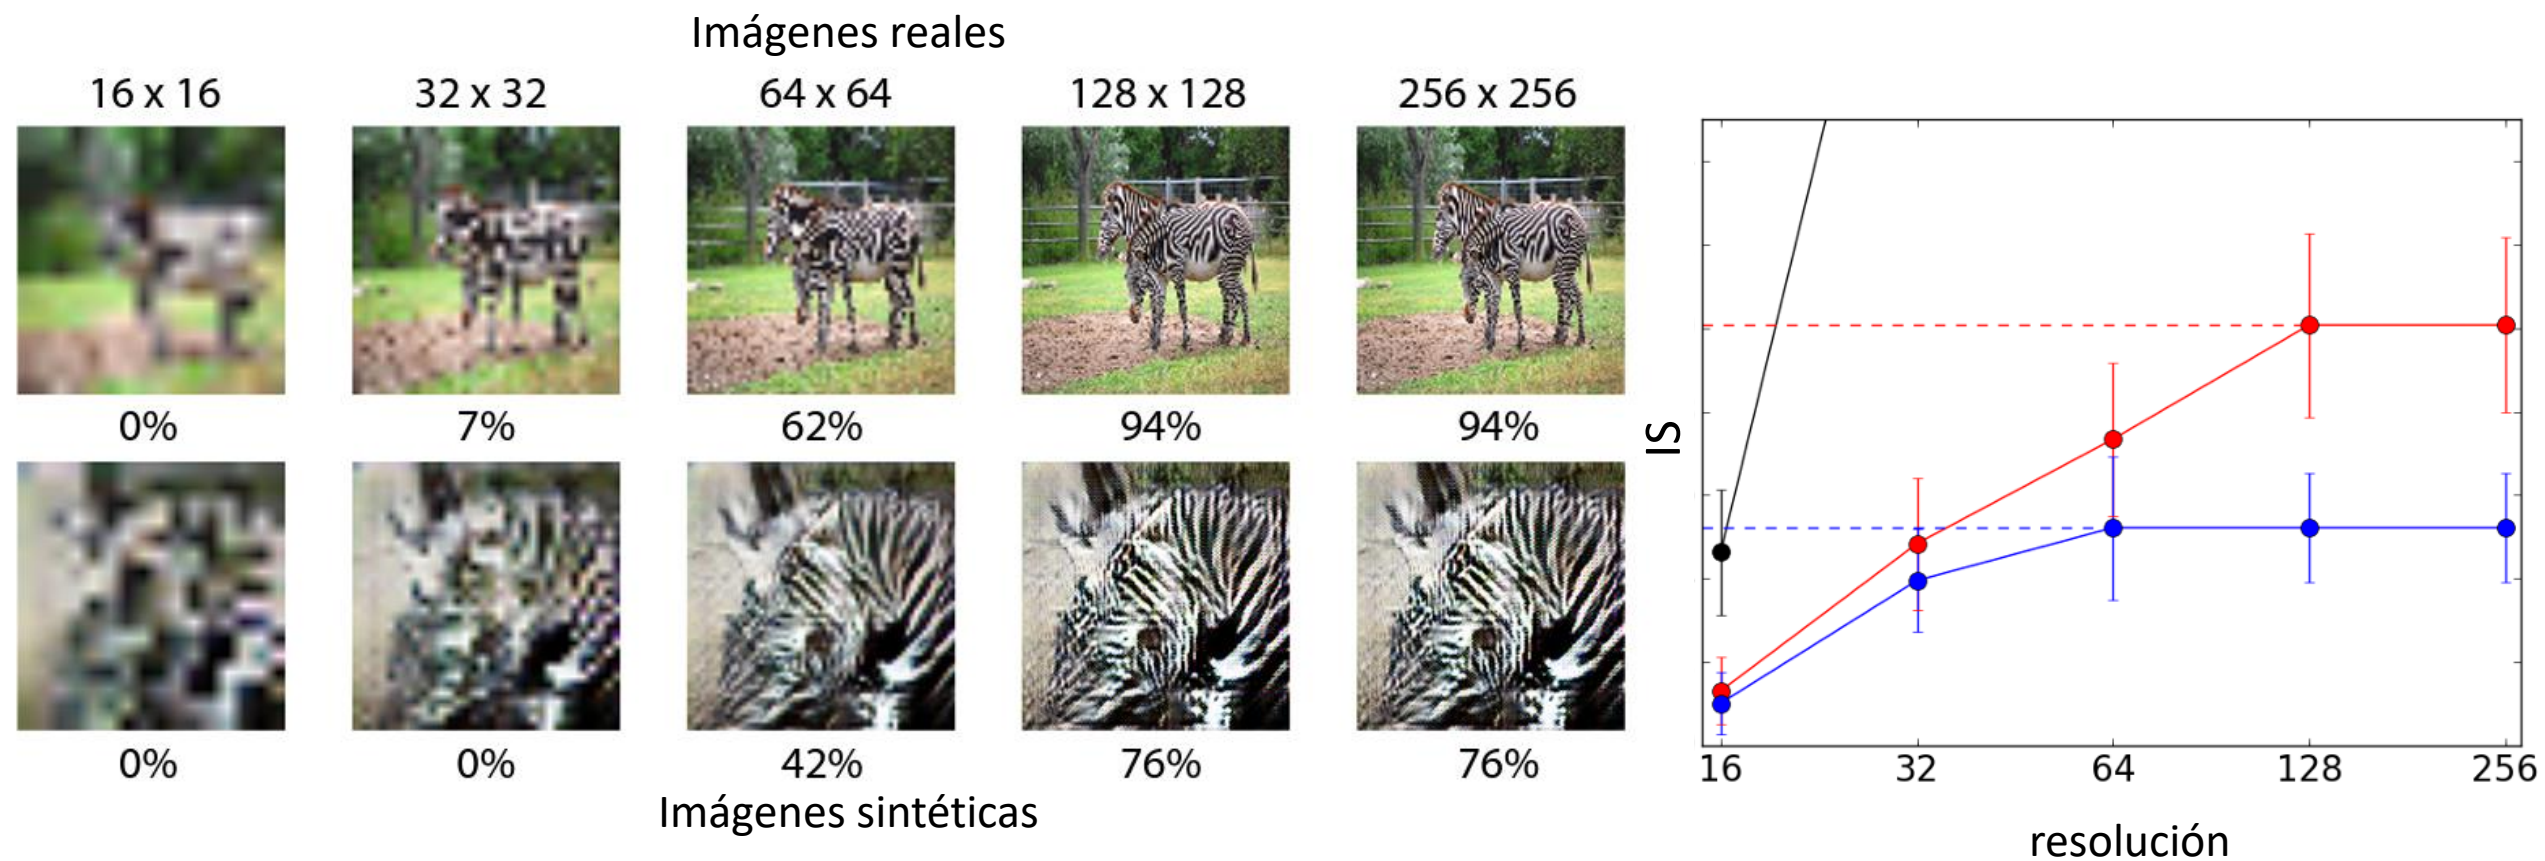 Imágenes reales
16 x 16 32 x 32 64 x 64 128 x 128 256 x 256
0% 7% 62% 94% 94%
0% 0% 42% 76% 76%
Imágenes sintéticas
IS
16 32 64 128 256
resolución